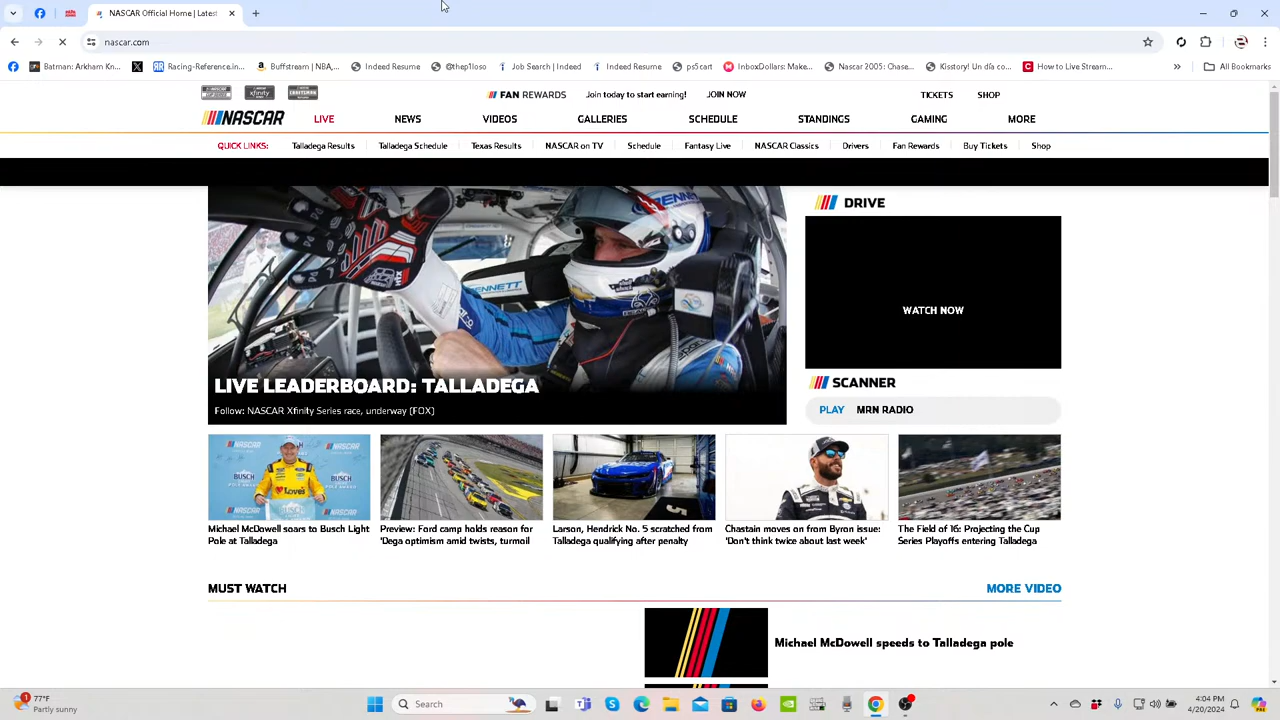 NASCAR Official Home | Latest
nascar.com
Batman: Arkham Kn...
Racing-Reference.in...
Buffstream | NBA,...
Indeed Resume
@thep1loso
Job Search | Indeed
Indeed Resume
ps5cart
InboxDollars: Make...
Nascar 2005: Chase...
Kisstory! Un día co...
How to Live Stream...
All Bookmarks
FAN REWARDS
Join today to start earning!
JOIN NOW
TICKETS
SHOP
NASCAR
LIVE
NEWS
VIDEOS
GALLERIES
SCHEDULE
STANDINGS
GAMING
MORE
QUICK LINKS:
Talladega Results
Talladega Schedule
Texas Results
NASCAR on TV
Schedule
Fantasy Live
NASCAR Classics
Drivers
Fan Rewards
Buy Tickets
Shop
LIVE LEADERBOARD: TALLADEGA
Follow: NASCAR Xfinity Series race, underway (FOX)
DRIVE
WATCH NOW
SCANNER
PLAY MRN RADIO
Michael McDowell soars to Busch Light
Pole at Talladega
Preview: Ford camp holds reason for
'Dega optimism amid twists, turmoil
Larson, Hendrick No. 5 scratched from
Talladega qualifying after penalty
Chastain moves on from Byron issue:
'Don't think twice about last week'
The Field of 16: Projecting the Cup
Series Playoffs entering Talladega
MUST WATCH
MORE VIDEO
Michael McDowell speeds to Talladega pole
77°F
Partly sunny
Search
4:04 PM
4/20/2024